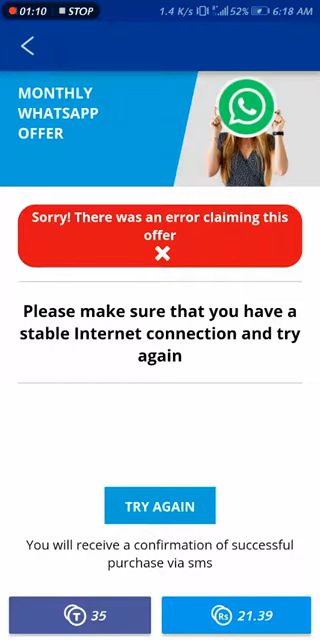 01:10 STOP 1.4 K/s 52% 6:18 AM
MONTHLY
WHATSAPP
OFFER
Sorry! There was an error claiming this
offer
Please make sure that you have a
stable Internet connection and try
again
TRY AGAIN
You will receive a confirmation of successful
purchase via sms
T 35 Rs 21.39